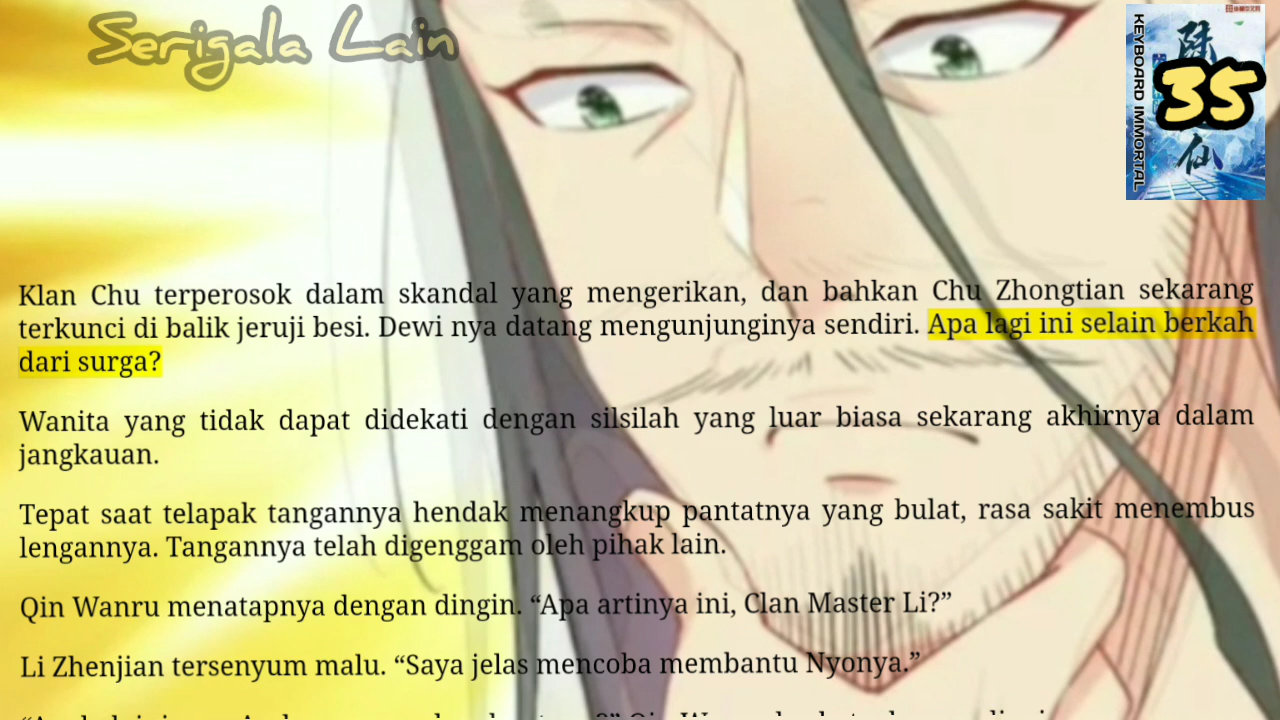 Serigala Lain
KEYBOARD IMMORTAL
35
仙
Klan Chu terperosok dalam skandal yang mengerikan, dan bahkan Chu Zhongtian sekarang
terkunci di balik jeruji besi. Dewi nya datang mengunjunginya sendiri. Apa lagi ini selain berkah
dari surga?
Wanita yang tidak dapat didekati dengan silsilah yang luar biasa sekarang akhirnya dalam
jangkauan.
Tepat saat telapak tangannya hendak menangkup pantatnya yang bulat, rasa sakit menembus
lengannya. Tangannya telah digenggam oleh pihak lain.
Qin Wanru menatapnya dengan dingin. “Apa artinya ini, Clan Master Li?”
Li Zhenjian tersenyum malu. “Saya jelas mencoba membantu Nyonya.”